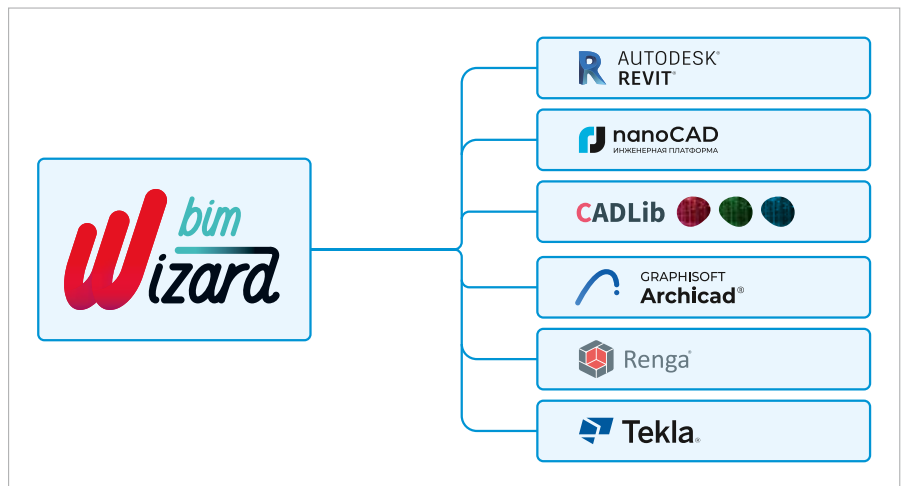 bim
Wizard
AUTODESK®
REVIT®
nanoCAD
ИНЖЕНЕРНАЯ ПЛАТФОРМА
CADLib
GRAPHISOFT
Archicad®
Renga®
Tekla®